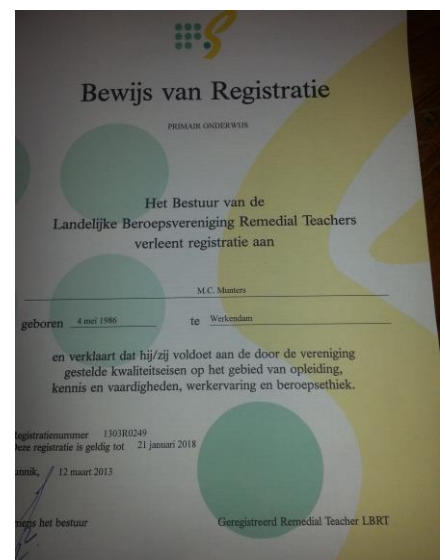 Bewijs van Registratie
PRIMAIR ONDERWIJS
Het Bestuur van de
Landelijke Beroepsvereniging Remedial Teachers
verleent registratie aan
M.C. Munters
geboren 4 mei 1986 te Werkendam
en verklaart dat hij/zij voldoet aan de door de vereniging
gestelde kwaliteitseisen op het gebied van opleiding,
kennis en vaardigheden, werkervaring en beroepsethiek.
egistratienummer 1303R0249
Deze registratie is geldig tot 21 januari 2018
unnik, 12 maart 2013
mens het bestuur Geregistreerd Remedial Teacher LBRT